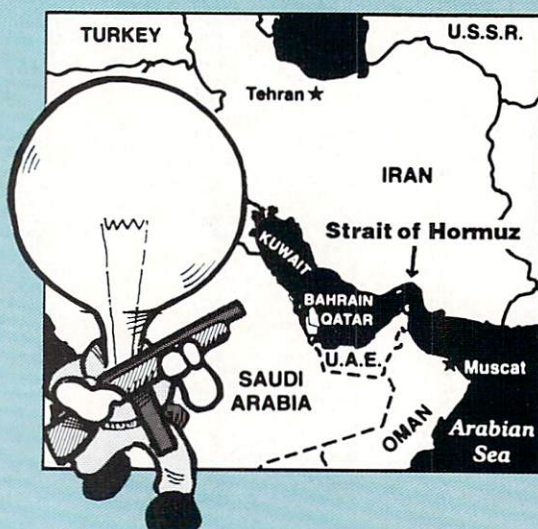 TURKEY
U.S.S.R.
Tehran
IRAN
Strait of Hormuz
KUWAIT
BAHRAIN
QATAR
U.A.E.
Muscat
SAUDI
ARABIA
OMAN
Arabian
Sea